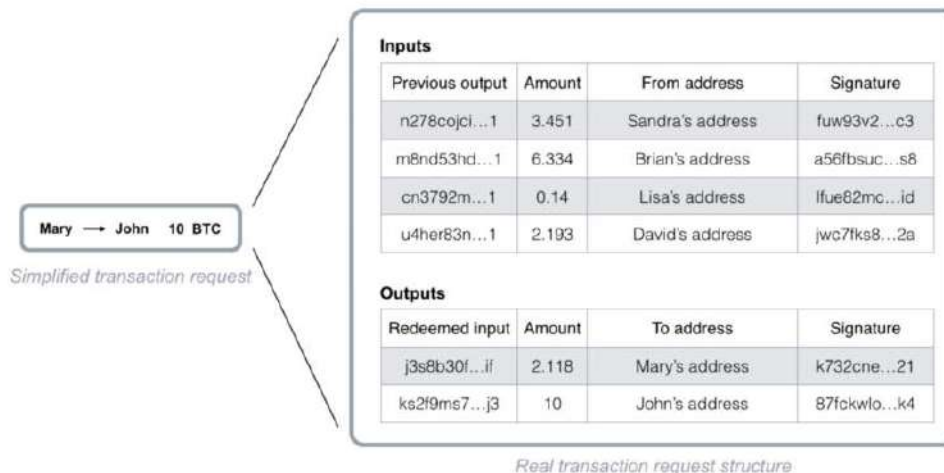 Inputs
Previous output Amount From address Signature
n278cojci...1 3.451 Sandra's address fuw93v2...c3
m8nd53hd...1 6.334 Brian's address a56fbsuc...s8
cn3792m...1 0.14 Lisa's address lfue82mc...id
u4her83n...1 2.193 David's address jwc7fks8...2a
Mary → John 10 BTC
Simplified transaction request
Outputs
Redeemed input Amount To address Signature
j3s8b30f...if 2.118 Mary's address k732cne...21
ks2f9ms7...j3 10 John's address 87fckwlo...k4
Real transaction request structure